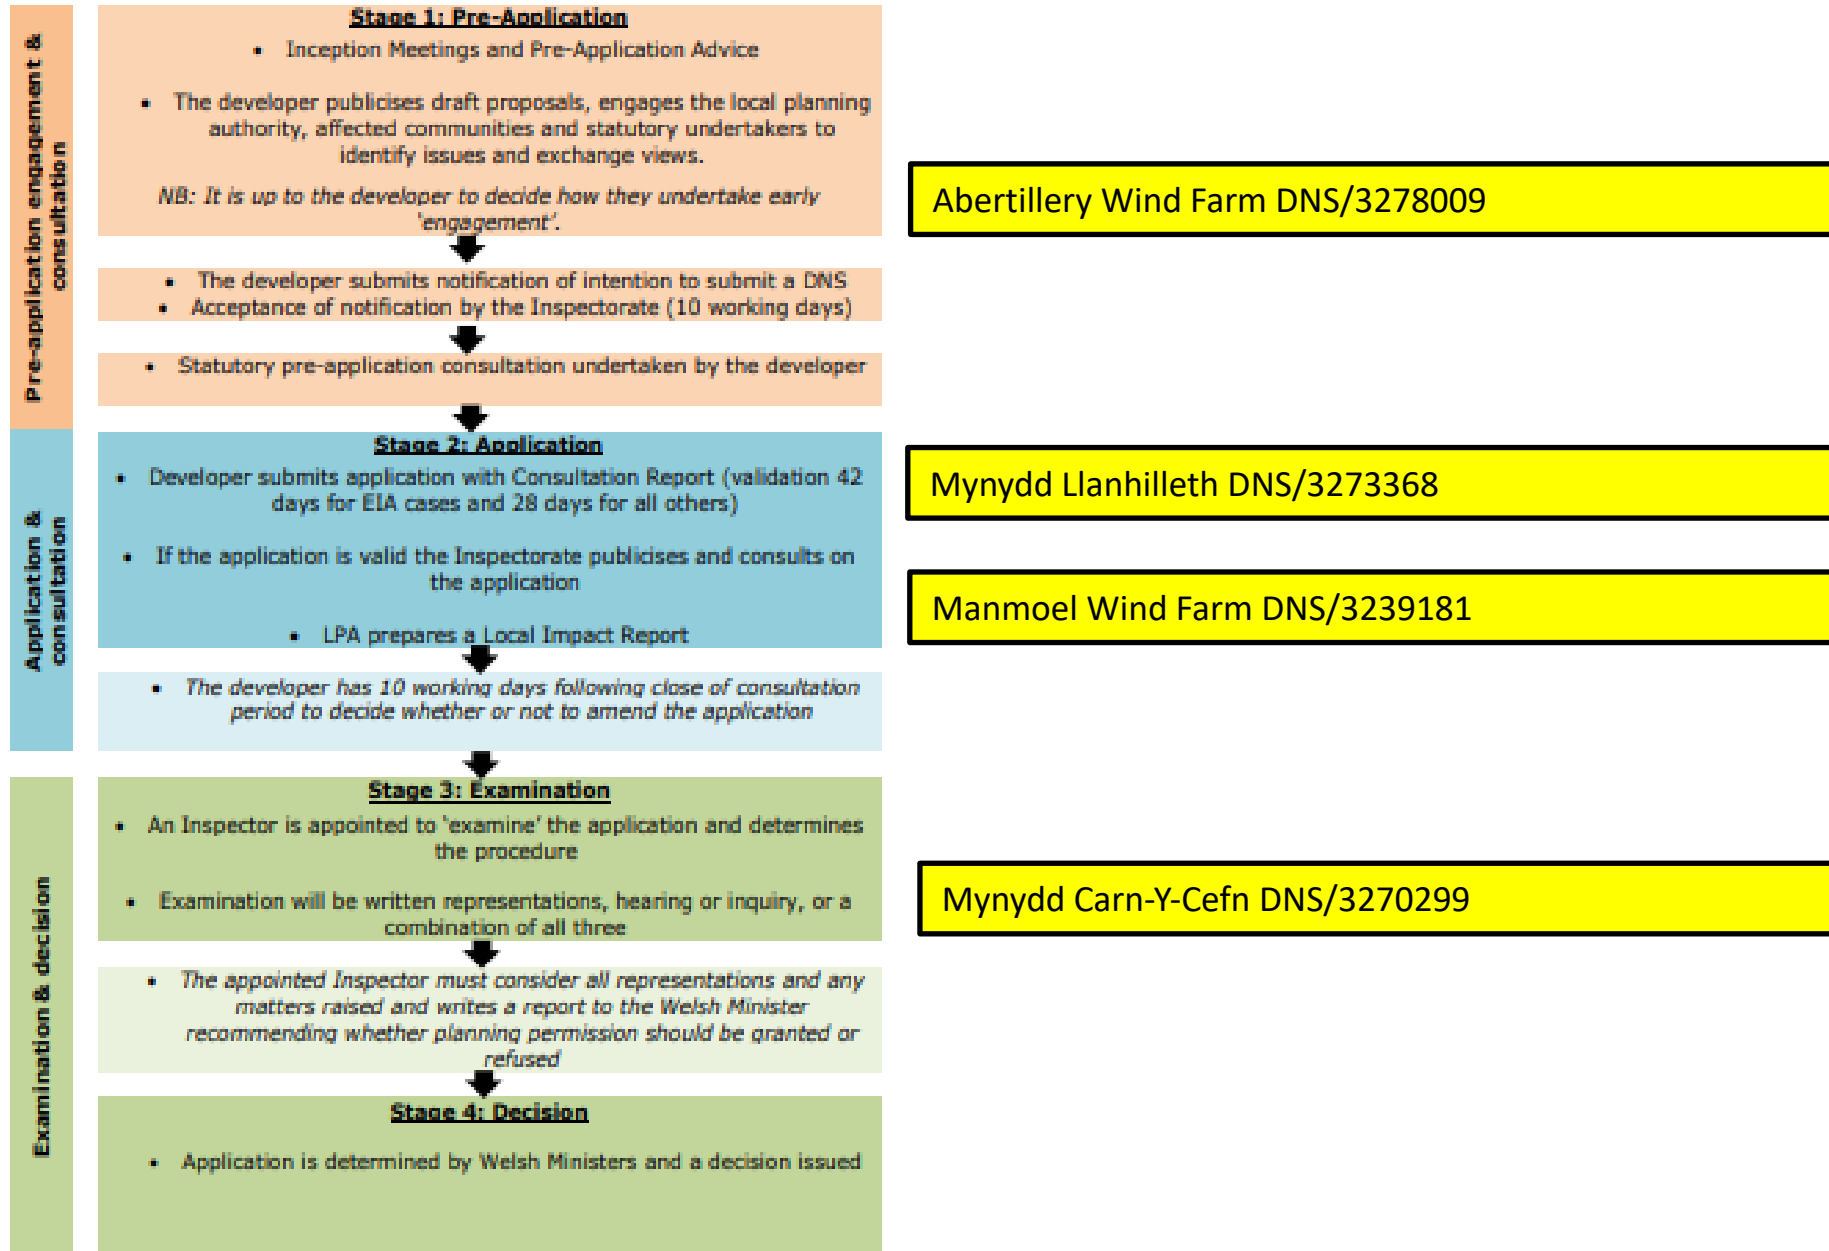 Pre-application engagement &
consultation
Stage 1: Pre-Application
• Inception Meetings and Pre-Application Advice
• The developer publicises draft proposals, engages the local planning
authority, affected communities and statutory undertakers to
identify issues and exchange views.
NB: It is up to the developer to decide how they undertake early
'engagement'.
Abertillery Wind Farm DNS/3278009
• The developer submits notification of intention to submit a DNS
• Acceptance of notification by the Inspectorate (10 working days)
• Statutory pre-application consultation undertaken by the developer
Application &
consultation
Stage 2: Application
• Developer submits application with Consultation Report (validation 42
days for EIA cases and 28 days for all others)
Mynydd Llanhilleth DNS/3273368
• If the application is valid the Inspectorate publicises and consults on
the application
• LPA prepares a Local Impact Report
Manmoel Wind Farm DNS/3239181
• The developer has 10 working days following close of consultation
period to decide whether or not to amend the application
Examination & decision
Stage 3: Examination
• An Inspector is appointed to 'examine' the application and determines
the procedure
• Examination will be written representations, hearing or inquiry, or a
combination of all three
Mynydd Carn-Y-Cefn DNS/3270299
• The appointed Inspector must consider all representations and any
matters raised and writes a report to the Welsh Minister
recommending whether planning permission should be granted or
refused
Stage 4: Decision
• Application is determined by Welsh Ministers and a decision issued